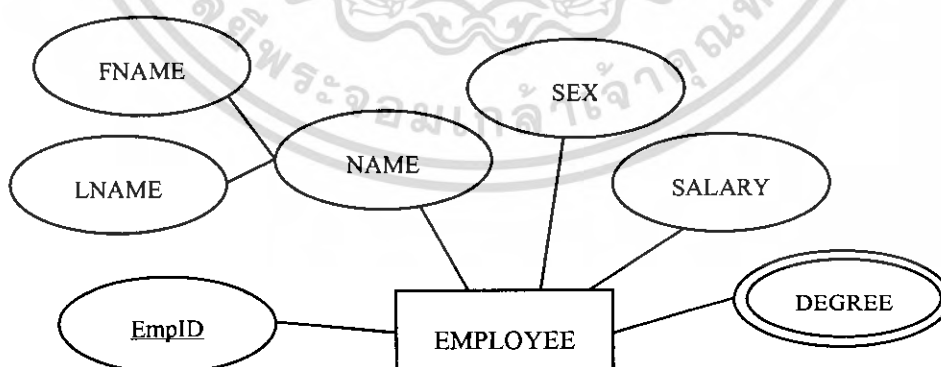 FNAME
SEX
NAME
LNAME
SALARY
DEGREE
EmpID
EMPLOYEE